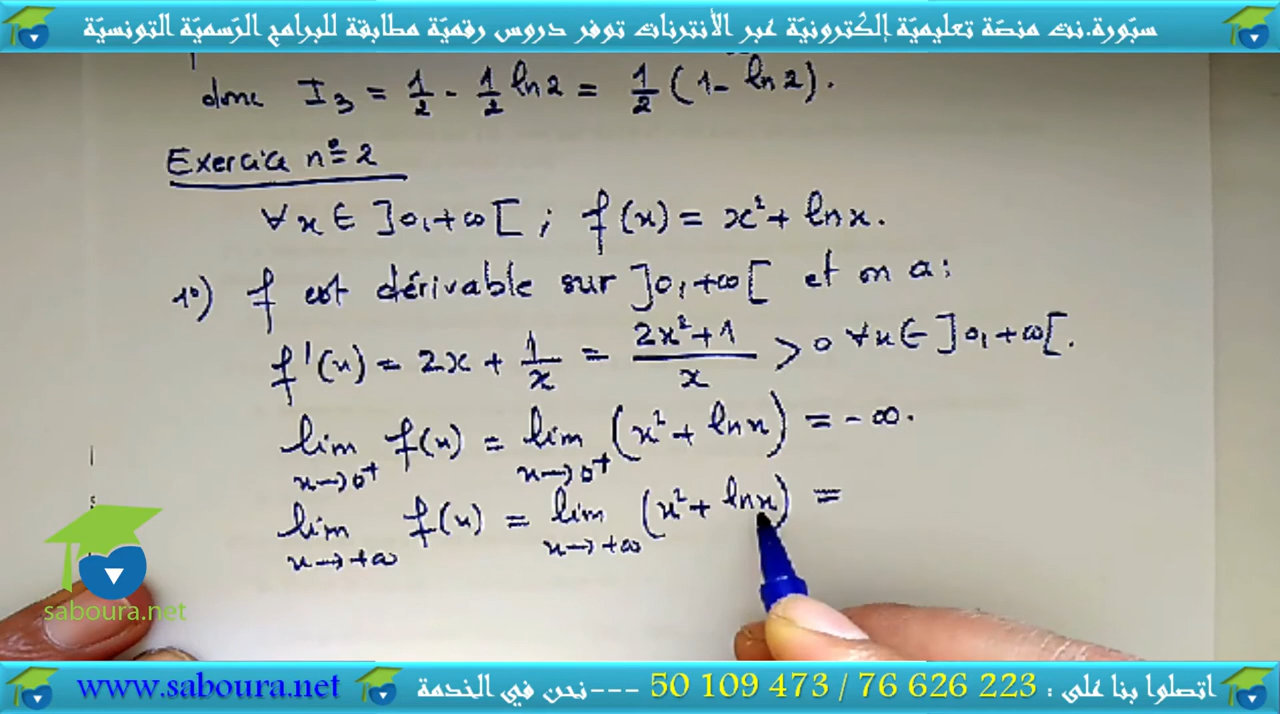 سبّورة.نت منصّة تعليميّة إلكترونيّة عبر الأنترنات توفر دروس رقميّة مطابقة للبرامج الرّسميّة التونسيّة
donc I₃ = 1/2 - 1/2 ln2 = 1/2 (1 - ln2).
Exercice n°=2
∀x∈ ]0,+∞[ ; f(x) = x² + lnx.
1°) f est dérivable sur ]0,+∞[ et on a:
f'(x) = 2x + 1/x = (2x²+1)/x > 0 ∀x∈ ]0,+∞[.
lim x→0⁺ f(x) = lim x→0⁺ (x² + lnx) = -∞.
lim x→+∞ f(x) = lim x→+∞ (x² + lnx) =
saboura.net
www.saboura.net اتصلوا بنا على : 223 626 76 / 473 109 50 ---نحن في الخدمة